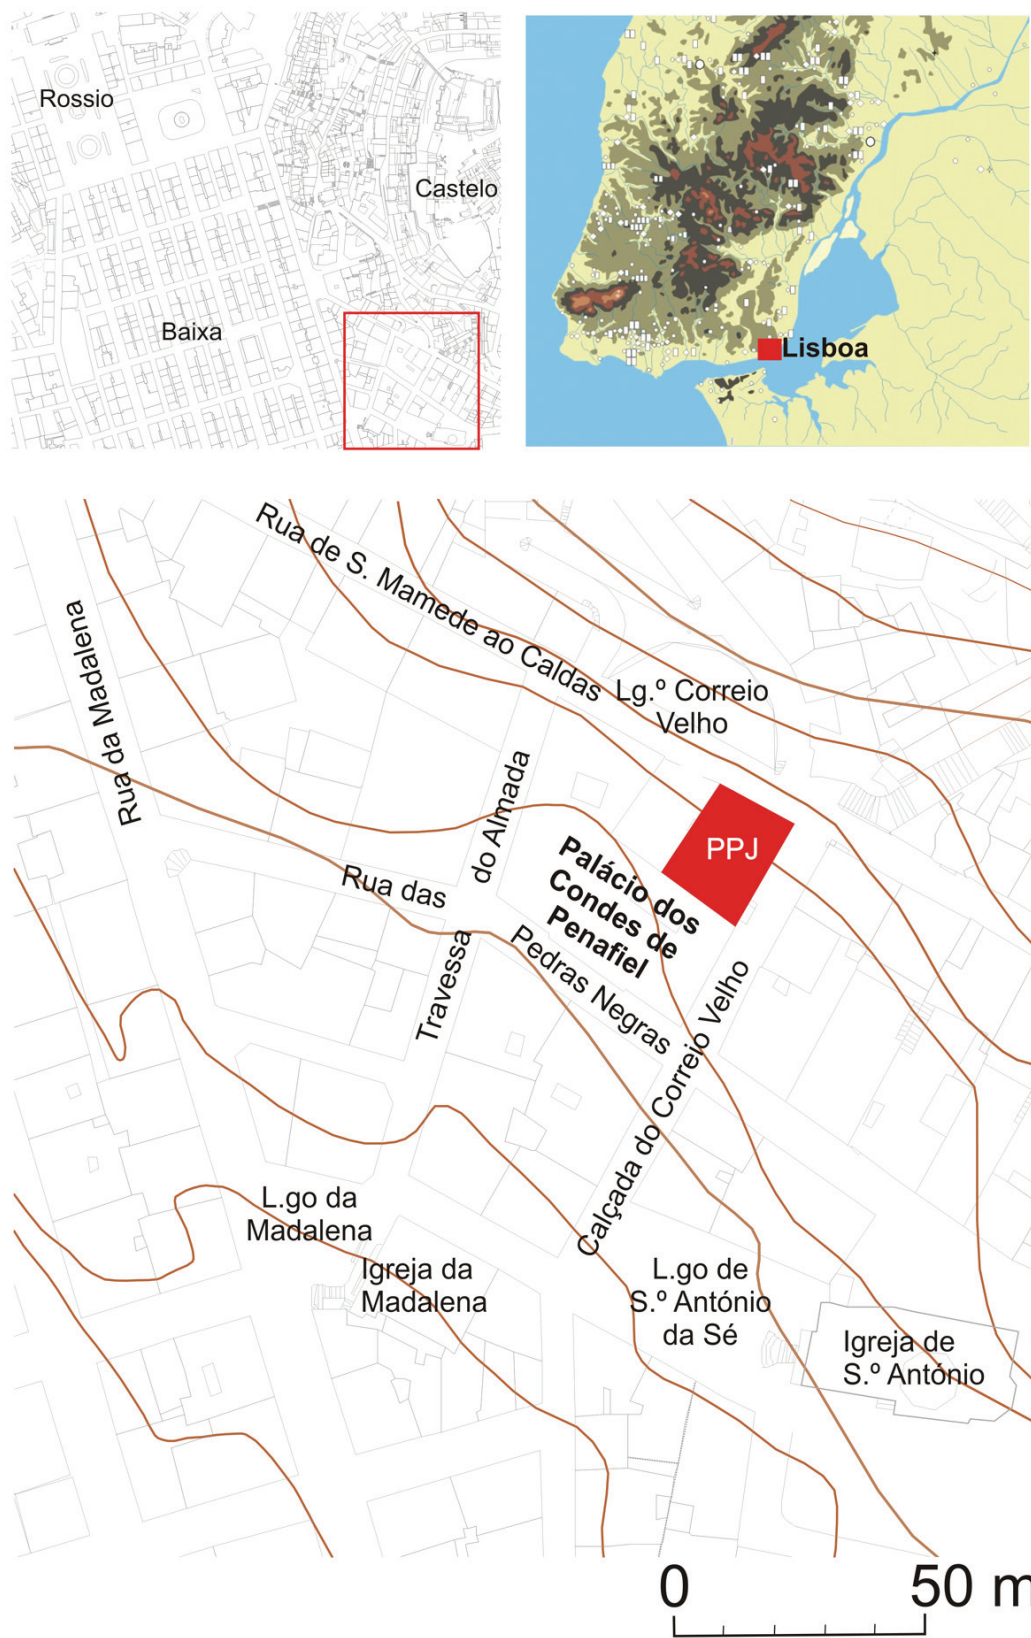 Rossio
Castelo
Baixa
Lisboa
Rua de S. Mamede ao Caldas
Rua da Madalena
Lg.º Correio
Velho
do Almada
PPJ
Palácio dos
Condes de
Penafiel
Rua das
Pedras Negras
Travessa
Calçada do Correio Velho
L.go da
Madalena
Igreja da
Madalena
L.go de
S.º António
da Sé
Igreja de
S.º António
0 50 m